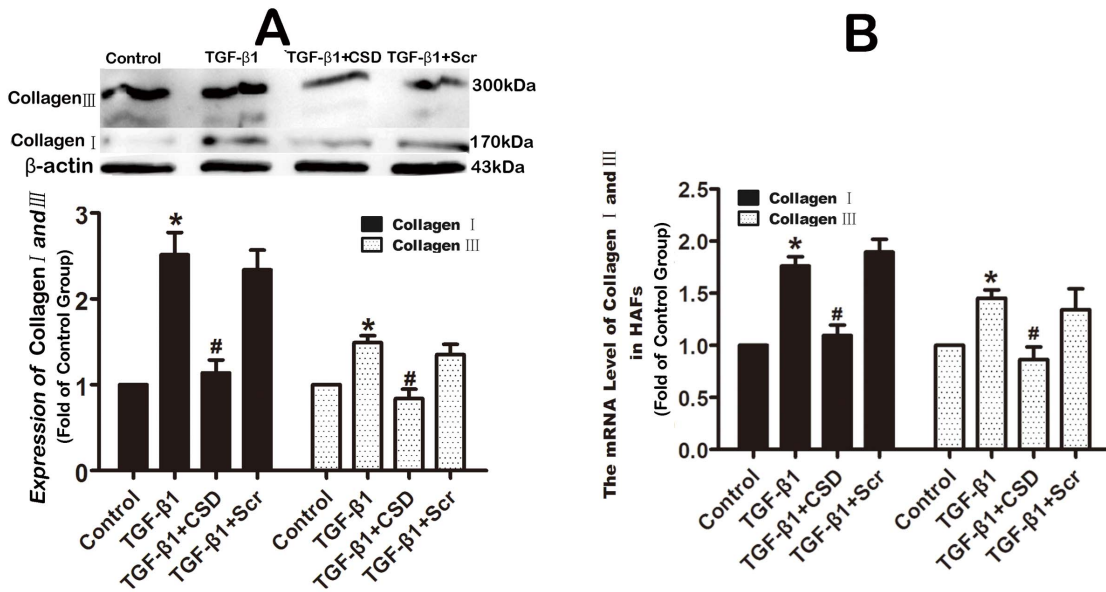 A
Control TGF-β1 TGF-β1+CSD TGF-β1+Scr
Collagen Ⅲ 300kDa
Collagen Ⅰ 170kDa
β-actin 43kDa
Expression of Collagen Ⅰ and Ⅲ
(Fold of Control Group)
3
2
1
0
* # * #
Collagen Ⅰ
Collagen Ⅲ
Control
TGF-β1
TGF-β1+CSD
TGF-β1+Scr
Control
TGF-β1
TGF-β1+CSD
TGF-β1+Scr
B
The mRNA Level of Collagen Ⅰ and Ⅲ
in HAFs
(Fold of Control Group)
2.5
2.0
1.5
1.0
0.5
0.0
* # * #
Collagen Ⅰ
Collagen Ⅲ
Control
TGF-β1
TGF-β1+CSD
TGF-β1+Scr
Control
TGF-β1
TGF-β1+CSD
TGF-β1+Scr